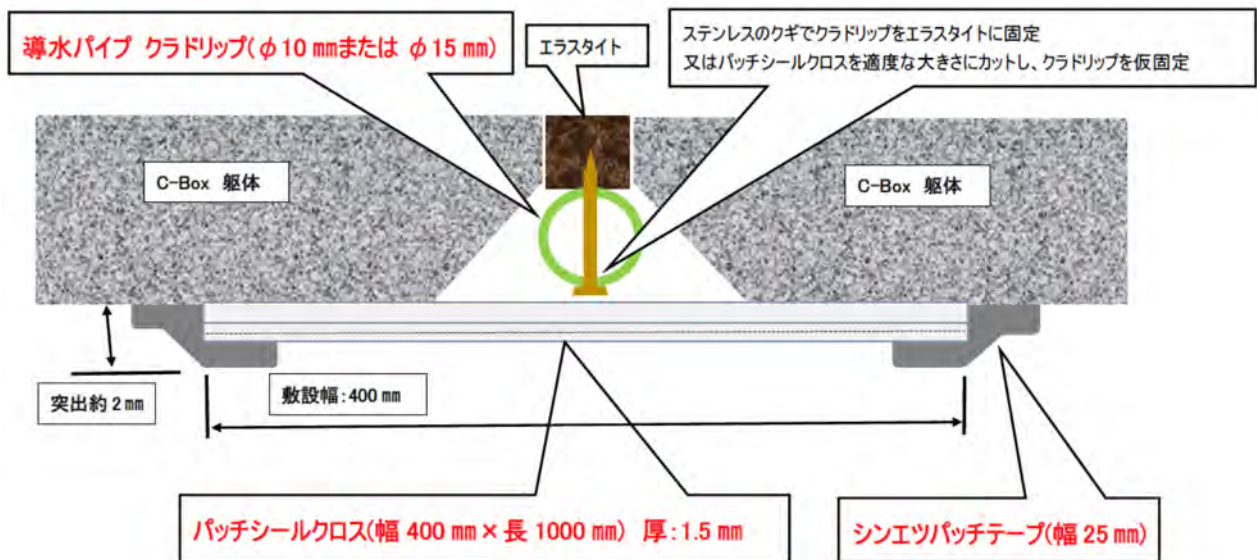 導水パイプ クラドリップ(φ10 mmまたは φ15 mm)
エラスタイト
ステンレスのクギでクラドリップをエラスタイトに固定
又はパッチシールクロスを適度な大きさにカットし、クラドリップを仮固定
C-Box 躯体
C-Box 躯体
突出約 2 mm
敷設幅:400 mm
パッチシールクロス(幅 400 mm × 長 1000 mm) 厚:1.5 mm
シンエツパッチテープ(幅 25 mm)